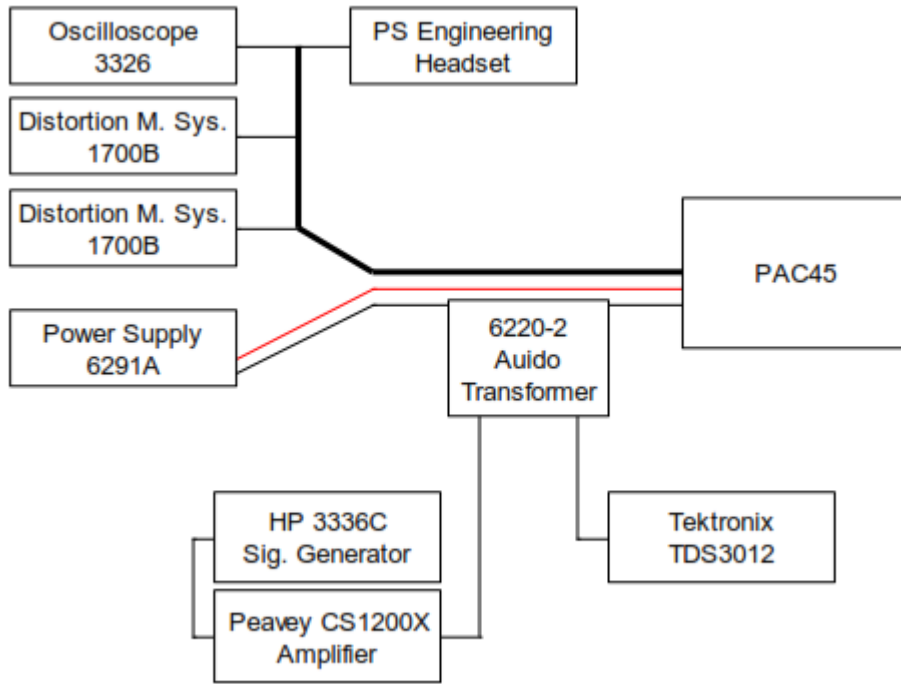 Oscilloscope
3326
PS Engineering
Headset
Distortion M. Sys.
1700B
Distortion M. Sys.
1700B
PAC45
Power Supply
6291A
6220-2
Auido
Transformer
HP 3336C
Sig. Generator
Tektronix
TDS3012
Peavey CS1200X
Amplifier